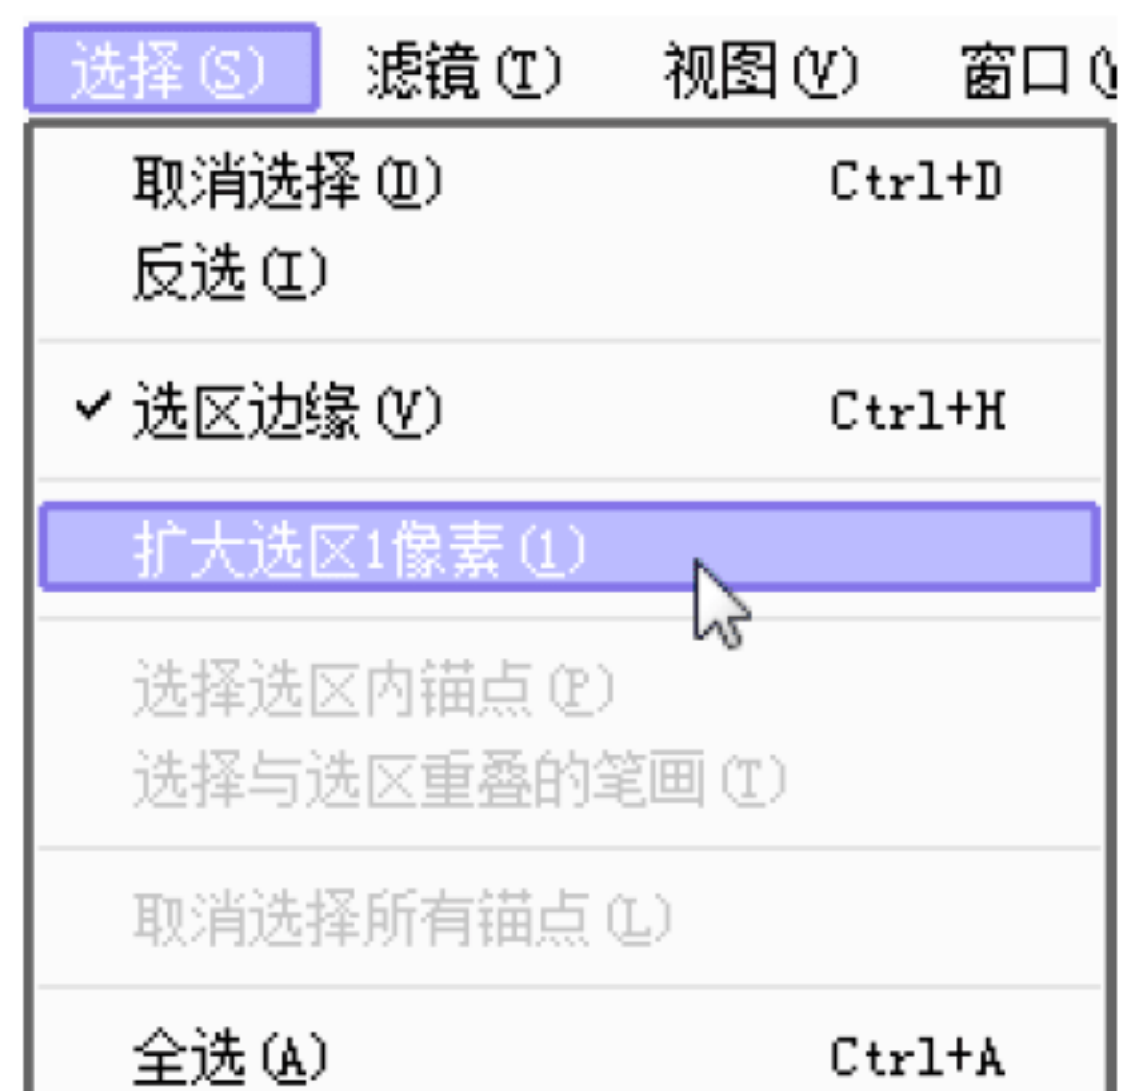 选择(S) 滤镜(T) 视图(V) 窗口(
取消选择(D) Ctrl+D
反选(I)
✓ 选区边缘(V) Ctrl+H
扩大选区1像素(1)
选择选区内锚点(P)
选择与选区重叠的笔画(T)
取消选择所有锚点(L)
全选(A) Ctrl+A